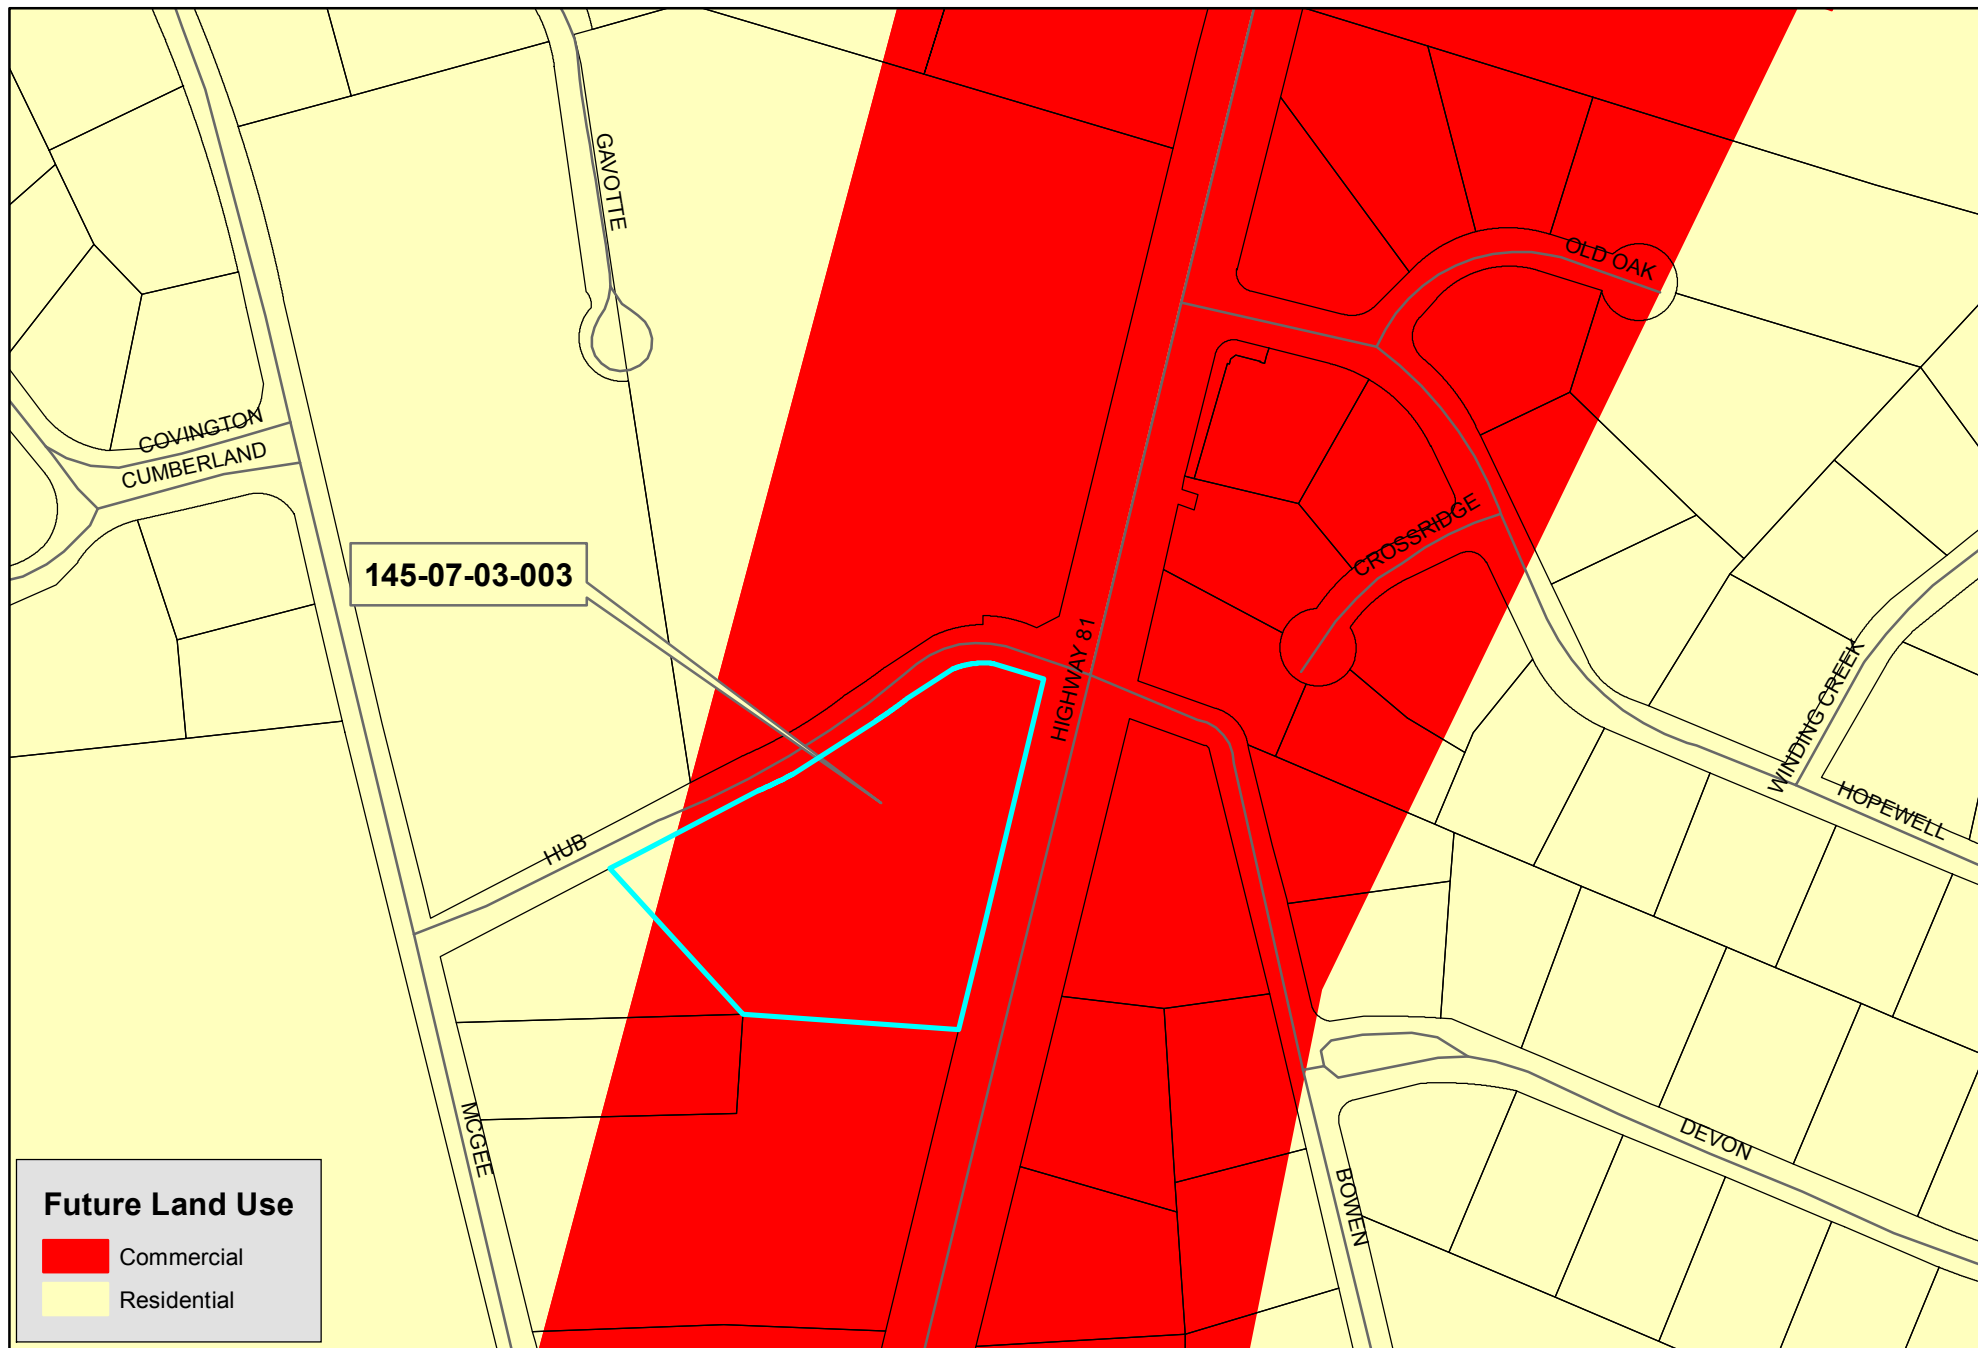 GAVOTTE
OLD OAK
COVINGTON
CUMBERLAND
CROSSRIDGE
145-07-03-003
HIGHWAY 81
WINDING CREEK
HOPEWELL
HUB
MCGEE
DEVON
BOWEN
Future Land Use
Commercial
Residential